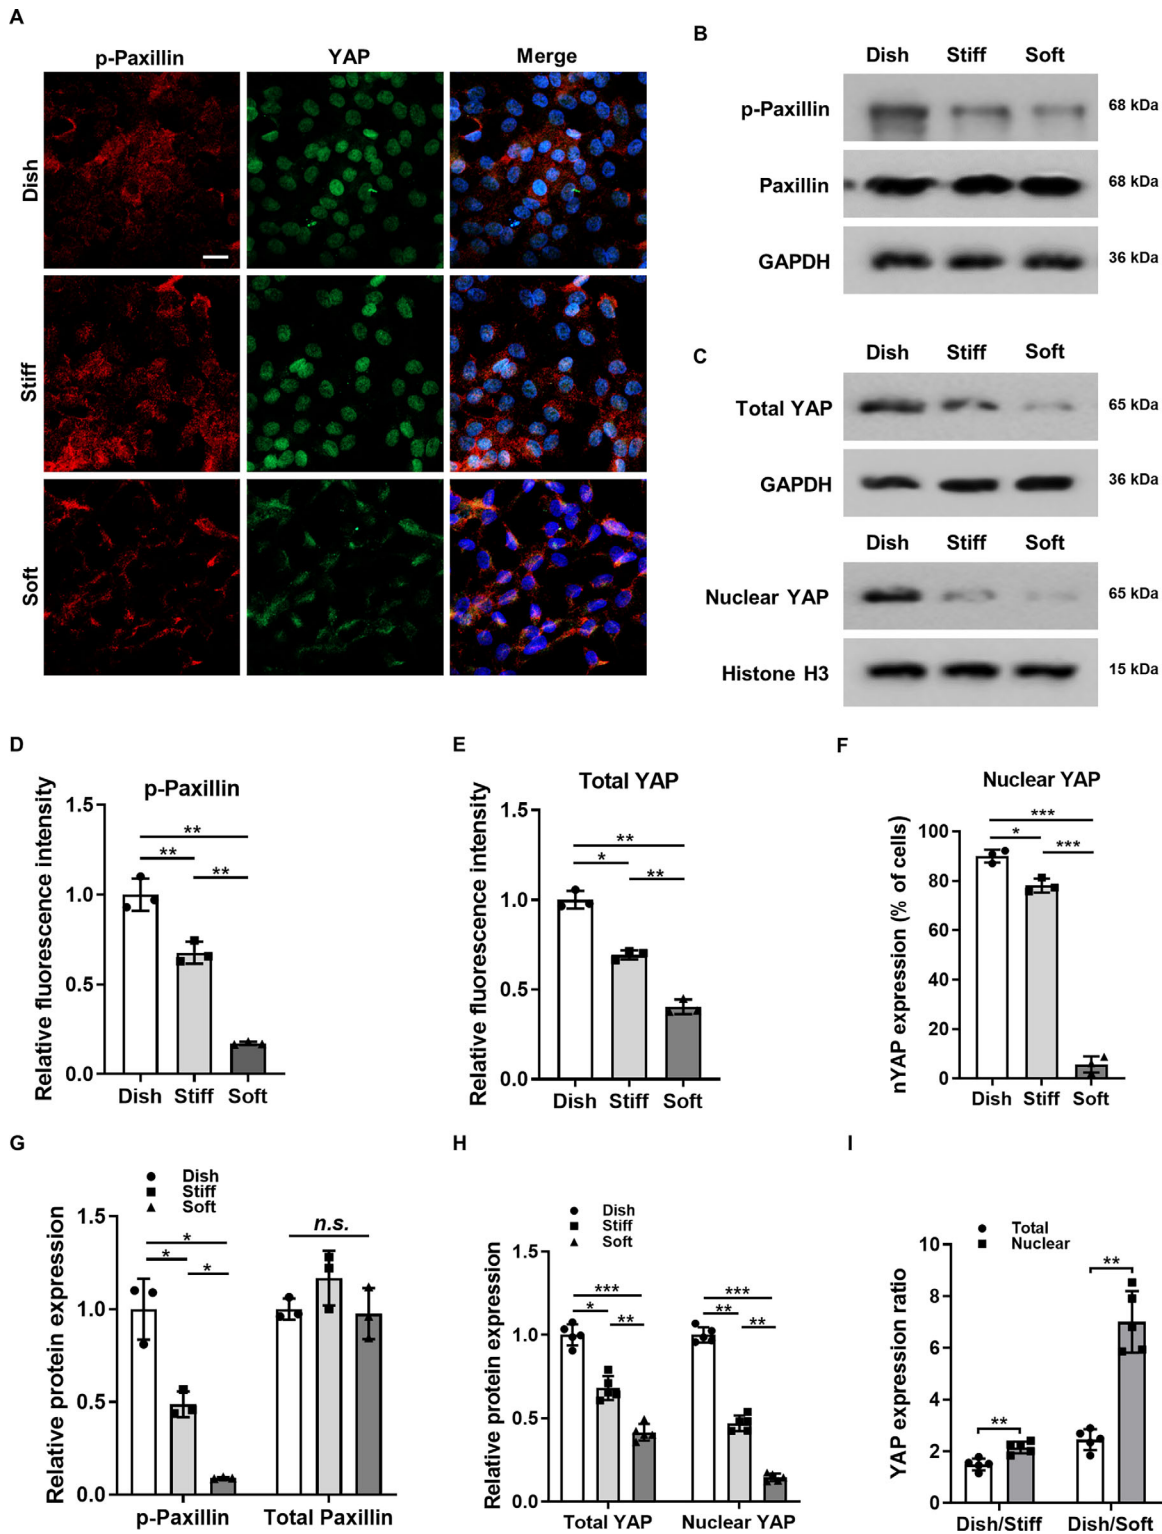 A
p-Paxillin YAP Merge
Dish
Stiff
Soft
B
Dish Stiff Soft
p-Paxillin 68 kDa
Paxillin 68 kDa
GAPDH 36 kDa
C
Dish Stiff Soft
Total YAP 65 kDa
GAPDH 36 kDa
Dish Stiff Soft
Nuclear YAP 65 kDa
Histone H3 15 kDa
D
p-Paxillin
Relative fluorescence intensity
1.5
1.0
0.5
0.0
**
** **
Dish Stiff Soft
E
Total YAP
Relative fluorescence intensity
1.5
1.0
0.5
0.0
**
* **
Dish Stiff Soft
F
Nuclear YAP
nYAP expression (% of cells)
100
80
60
40
20
0
***
* ***
Dish Stiff Soft
G
Dish
Stiff
Soft
Relative protein expression
1.5
1.0
0.5
0.0
*
* *
n.s.
p-Paxillin Total Paxillin
H
Dish
Stiff
Soft
Relative protein expression
1.5
1.0
0.5
0.0
*** ***
* ** ** **
Total YAP Nuclear YAP
I
Total
Nuclear
YAP expression ratio
10
8
6
4
2
0
** **
Dish/Stiff Dish/Soft